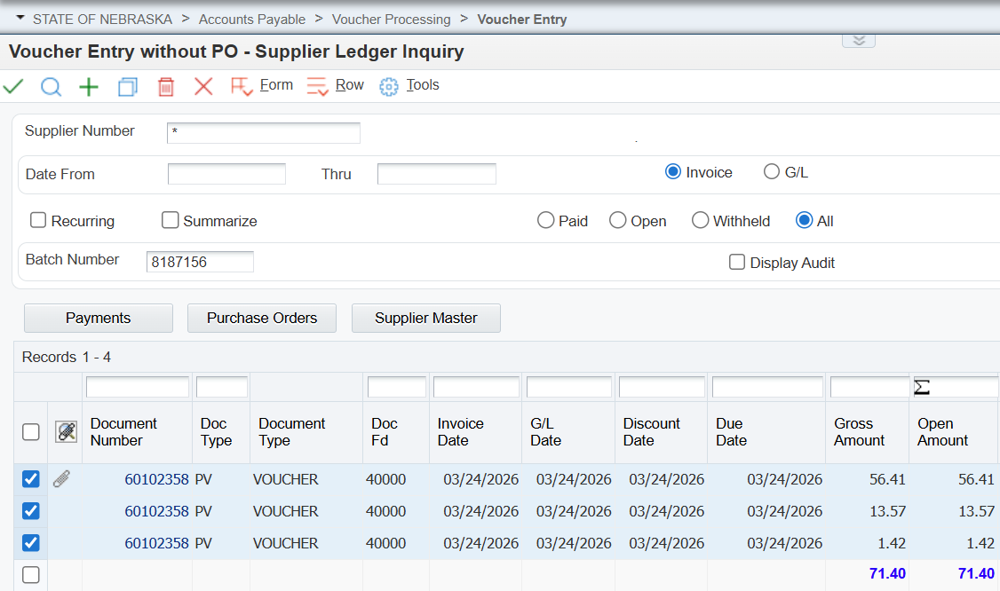 STATE OF NEBRASKA > Accounts Payable > Voucher Processing > Voucher Entry
Voucher Entry without PO - Supplier Ledger Inquiry
Form Row Tools
Supplier Number *
.
Date From Thru Invoice G/L
Recurring Summarize Paid Open Withheld All
Batch Number 8187156 Display Audit
Payments Purchase Orders Supplier Master
Records 1 - 4
Σ
Document Doc Document Doc Invoice G/L Discount Due Gross Open
Number Type Type Fd Date Date Date Date Amount Amount
60102358 PV VOUCHER 40000 03/24/2026 03/24/2026 03/24/2026 03/24/2026 56.41 56.41
60102358 PV VOUCHER 40000 03/24/2026 03/24/2026 03/24/2026 03/24/2026 13.57 13.57
60102358 PV VOUCHER 40000 03/24/2026 03/24/2026 03/24/2026 03/24/2026 1.42 1.42
71.40 71.40